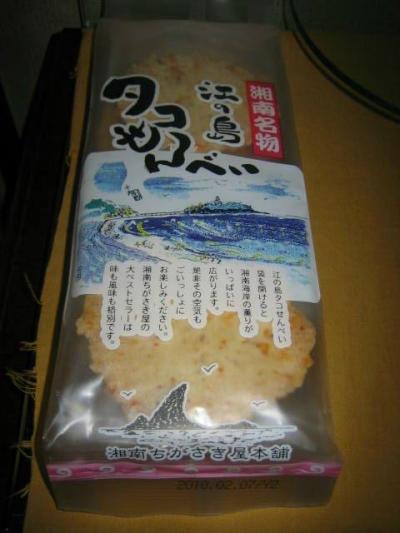 湘南名物
江の島
タコせんべい
江の島タコせんべい
袋を開けると
湘南海岸の薫りが
いっぱいに
広がります。
是非その空気も
ごいっしょに
お楽しみください。
湘南ちがさき屋の
大ベストセラーは
味も風味も格別です。
湘南ちがさき屋本舗
2010.02.07/Y2